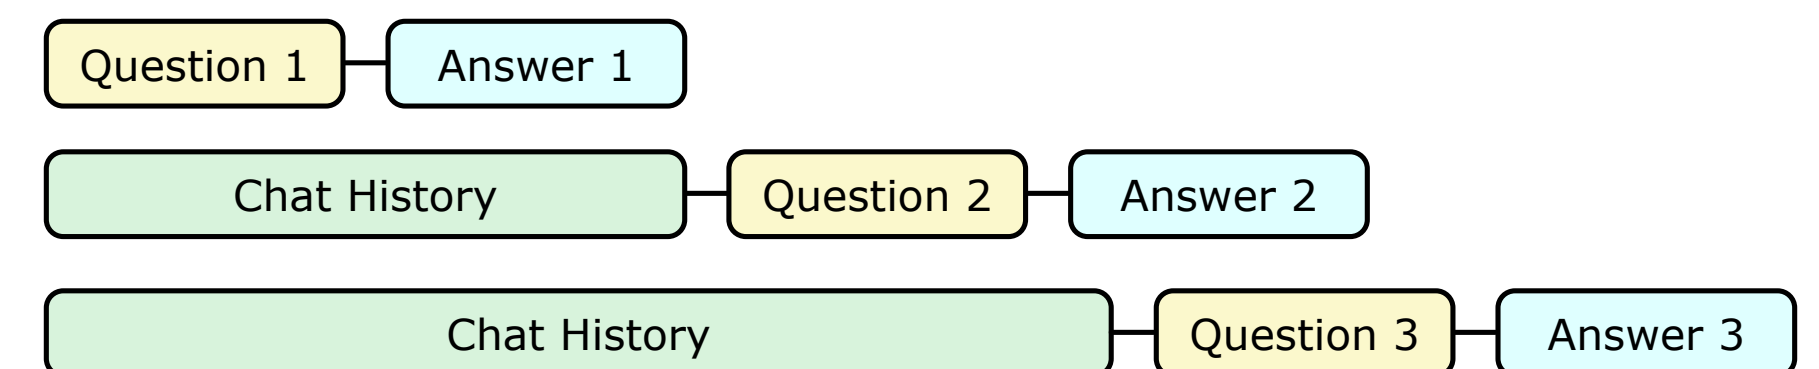 Question 1 Answer 1
Chat History Question 2 Answer 2
Chat History Question 3 Answer 3